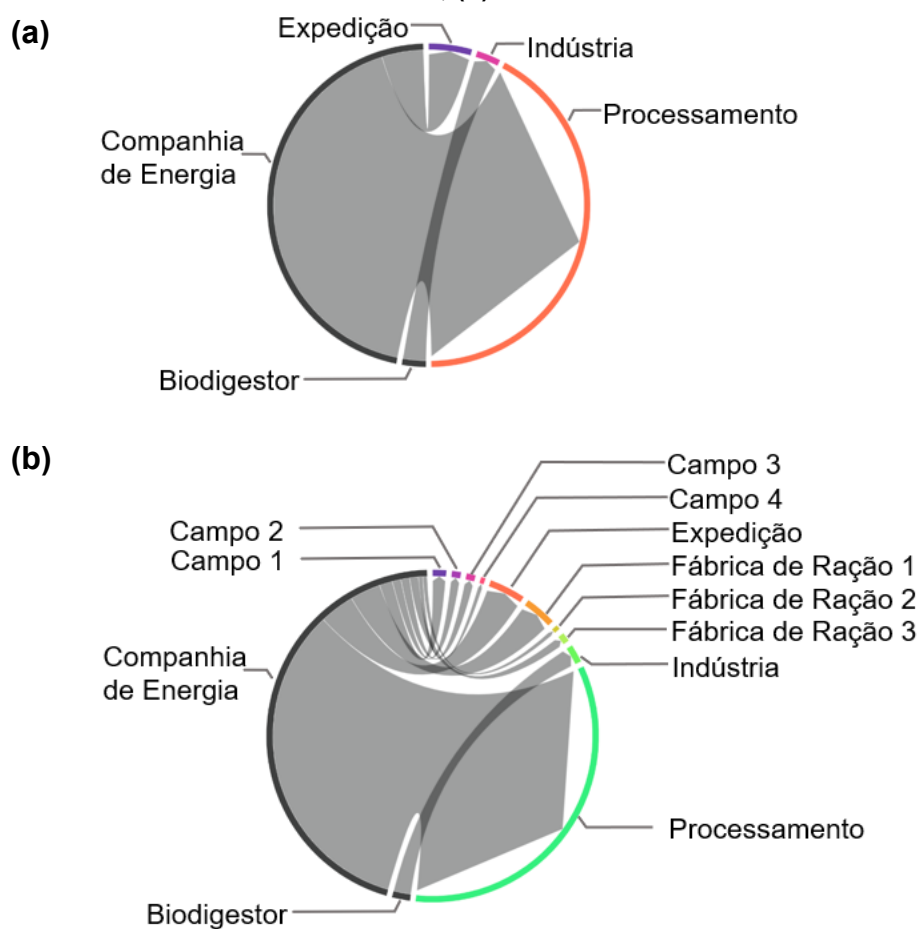 (a)
Expedição
Indústria
Processamento
Companhia
de Energia
Biodigestor
(b)
Campo 3
Campo 4
Campo 2
Expedição
Campo 1
Fábrica de Ração 1
Fábrica de Ração 2
Fábrica de Ração 3
Companhia
de Energia
Indústria
Processamento
Biodigestor